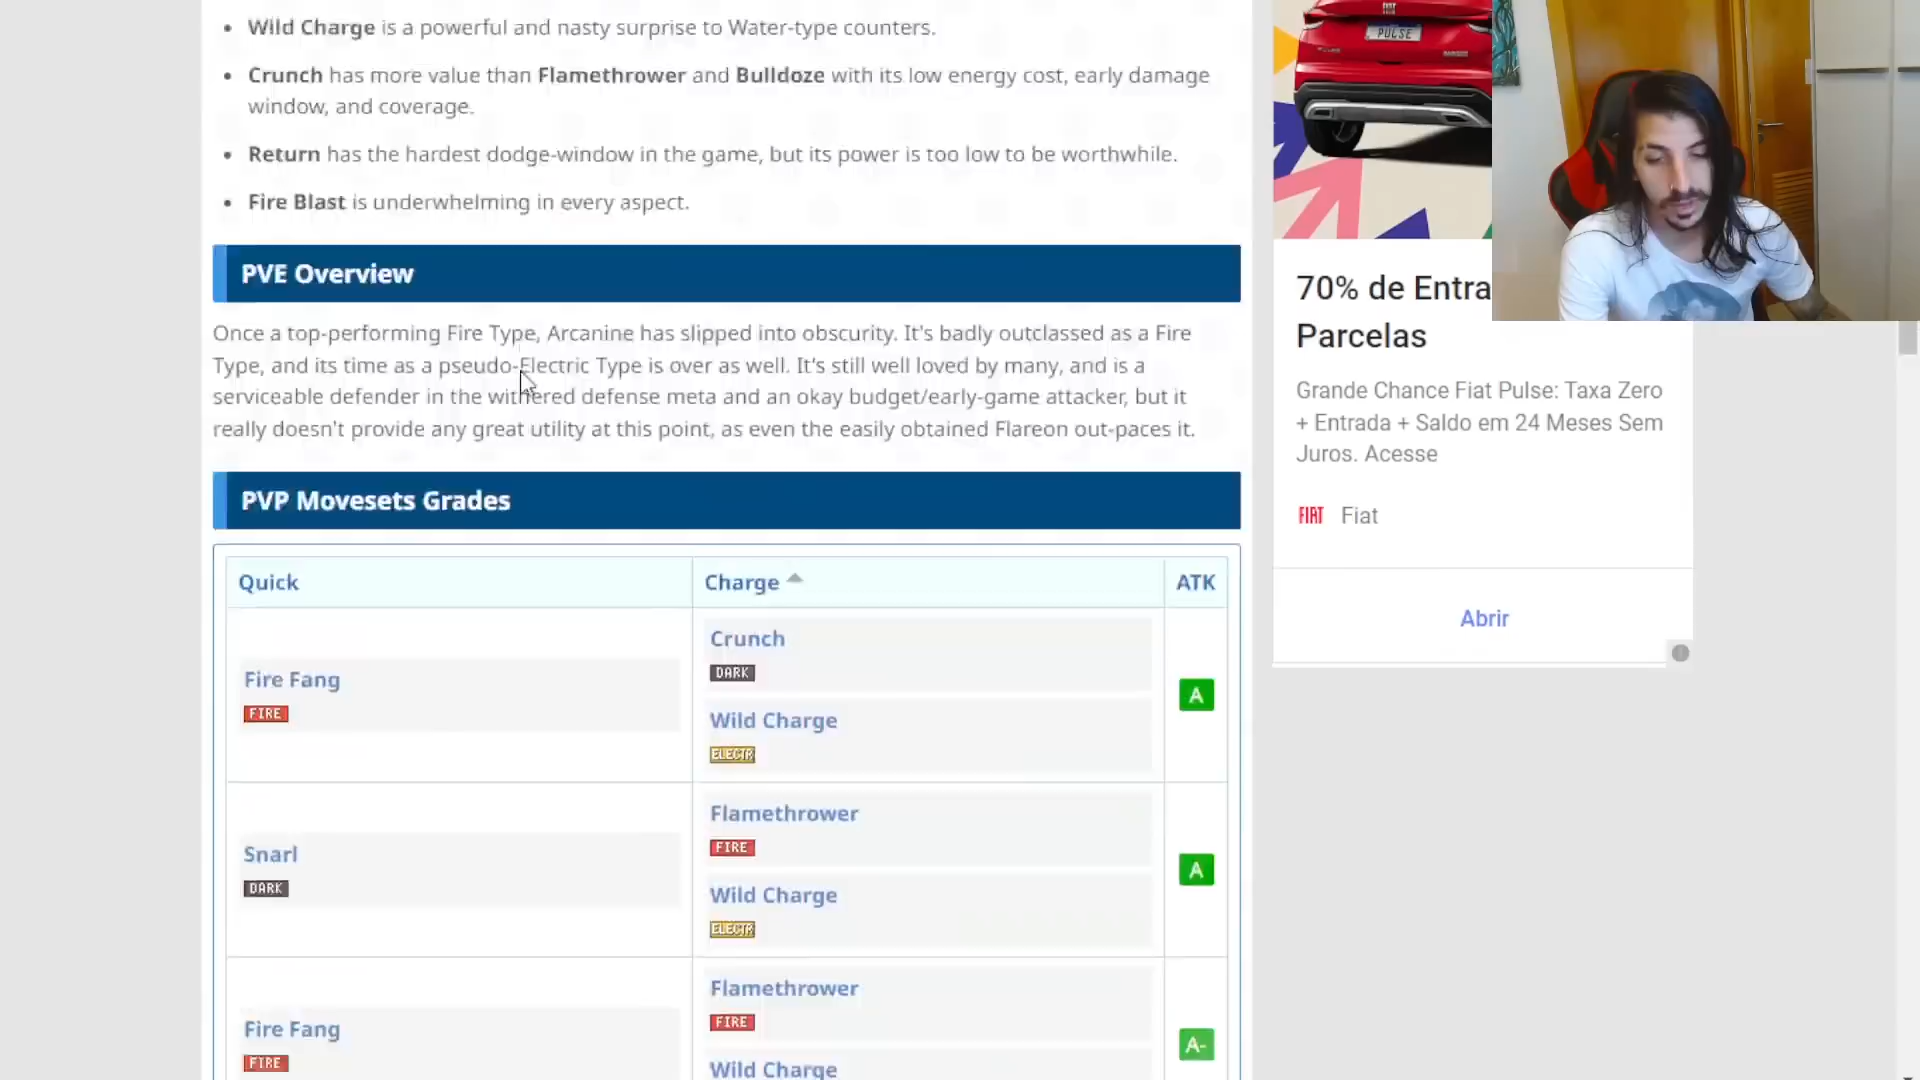 Wild Charge is a powerful and nasty surprise to Water-type counters.
Crunch has more value than Flamethrower and Bulldoze with its low energy cost, early damage
window, and coverage.
Return has the hardest dodge-window in the game, but its power is too low to be worthwhile.
Fire Blast is underwhelming in every aspect.
PVE Overview
Once a top-performing Fire Type, Arcanine has slipped into obscurity. It's badly outclassed as a Fire
Type, and its time as a pseudo-Electric Type is over as well. It's still well loved by many, and is a
serviceable defender in the withered defense meta and an okay budget/early-game attacker, but it
really doesn't provide any great utility at this point, as even the easily obtained Flareon out-paces it.
PVP Movesets Grades
Quick Charge ATK
Fire Fang
FIRE
Crunch
DARK
Wild Charge
ELECTR
A
Snarl
DARK
Flamethrower
FIRE
Wild Charge
ELECTR
A
Fire Fang
FIRE
Flamethrower
FIRE
Wild Charge
A-
FIAT
PULSE
70% de Entra
Parcelas
Grande Chance Fiat Pulse: Taxa Zero
+ Entrada + Saldo em 24 Meses Sem
Juros. Acesse
FIAT Fiat
Abrir